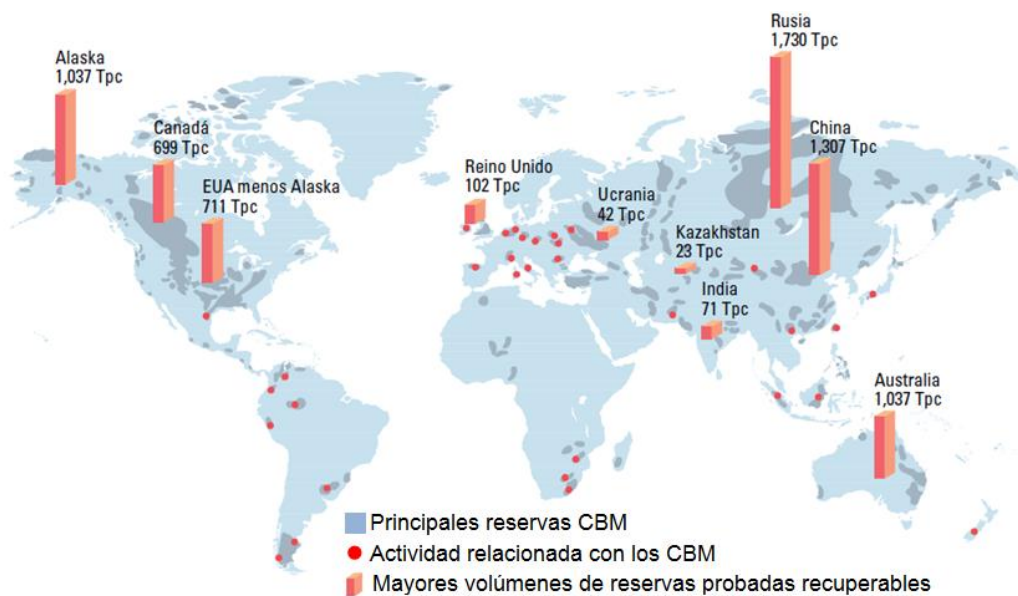 Rusia
1,730 Tpc
Alaska
1,037 Tpc
Canadá
699 Tpc
China
1,307 Tpc
Reino Unido
102 Tpc
EUA menos Alaska
711 Tpc
Ucrania
42 Tpc
Kazakhstan
23 Tpc
India
71 Tpc
Australia
1,037 Tpc
Principales reservas CBM
Actividad relacionada con los CBM
Mayores volúmenes de reservas probadas recuperables